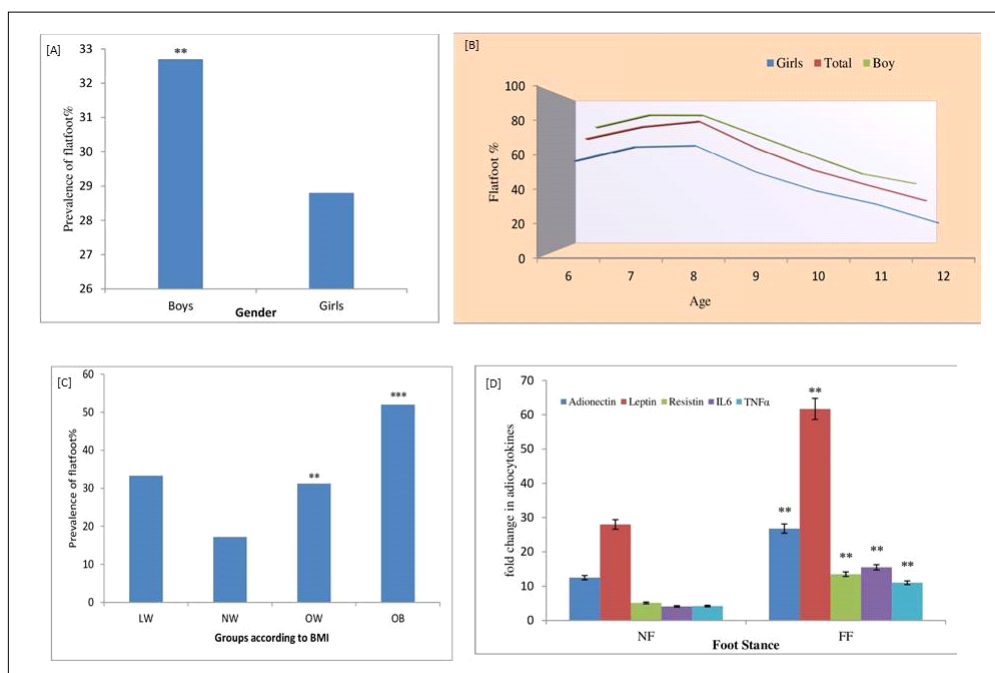 [A]
33
32
31
30
29
28
27
26
**
Prevalence of flatfoot%
Boys
Girls
Gender
[B]
Girls Total Boy
100
80
60
40
20
0
Flatfoot %
6 7 8 9 10 11 12
Age
[C]
60
50
40
30
20
10
0
Prevalence of flatfoot%
**
***
LW NW OW OB
Groups according to BMI
[D]
70
60
50
40
30
20
10
0
fold change in adiocytokines
Adionectin Leptin Resistin IL6 TNFα
**
**
**
**
**
NF FF
Foot Stance